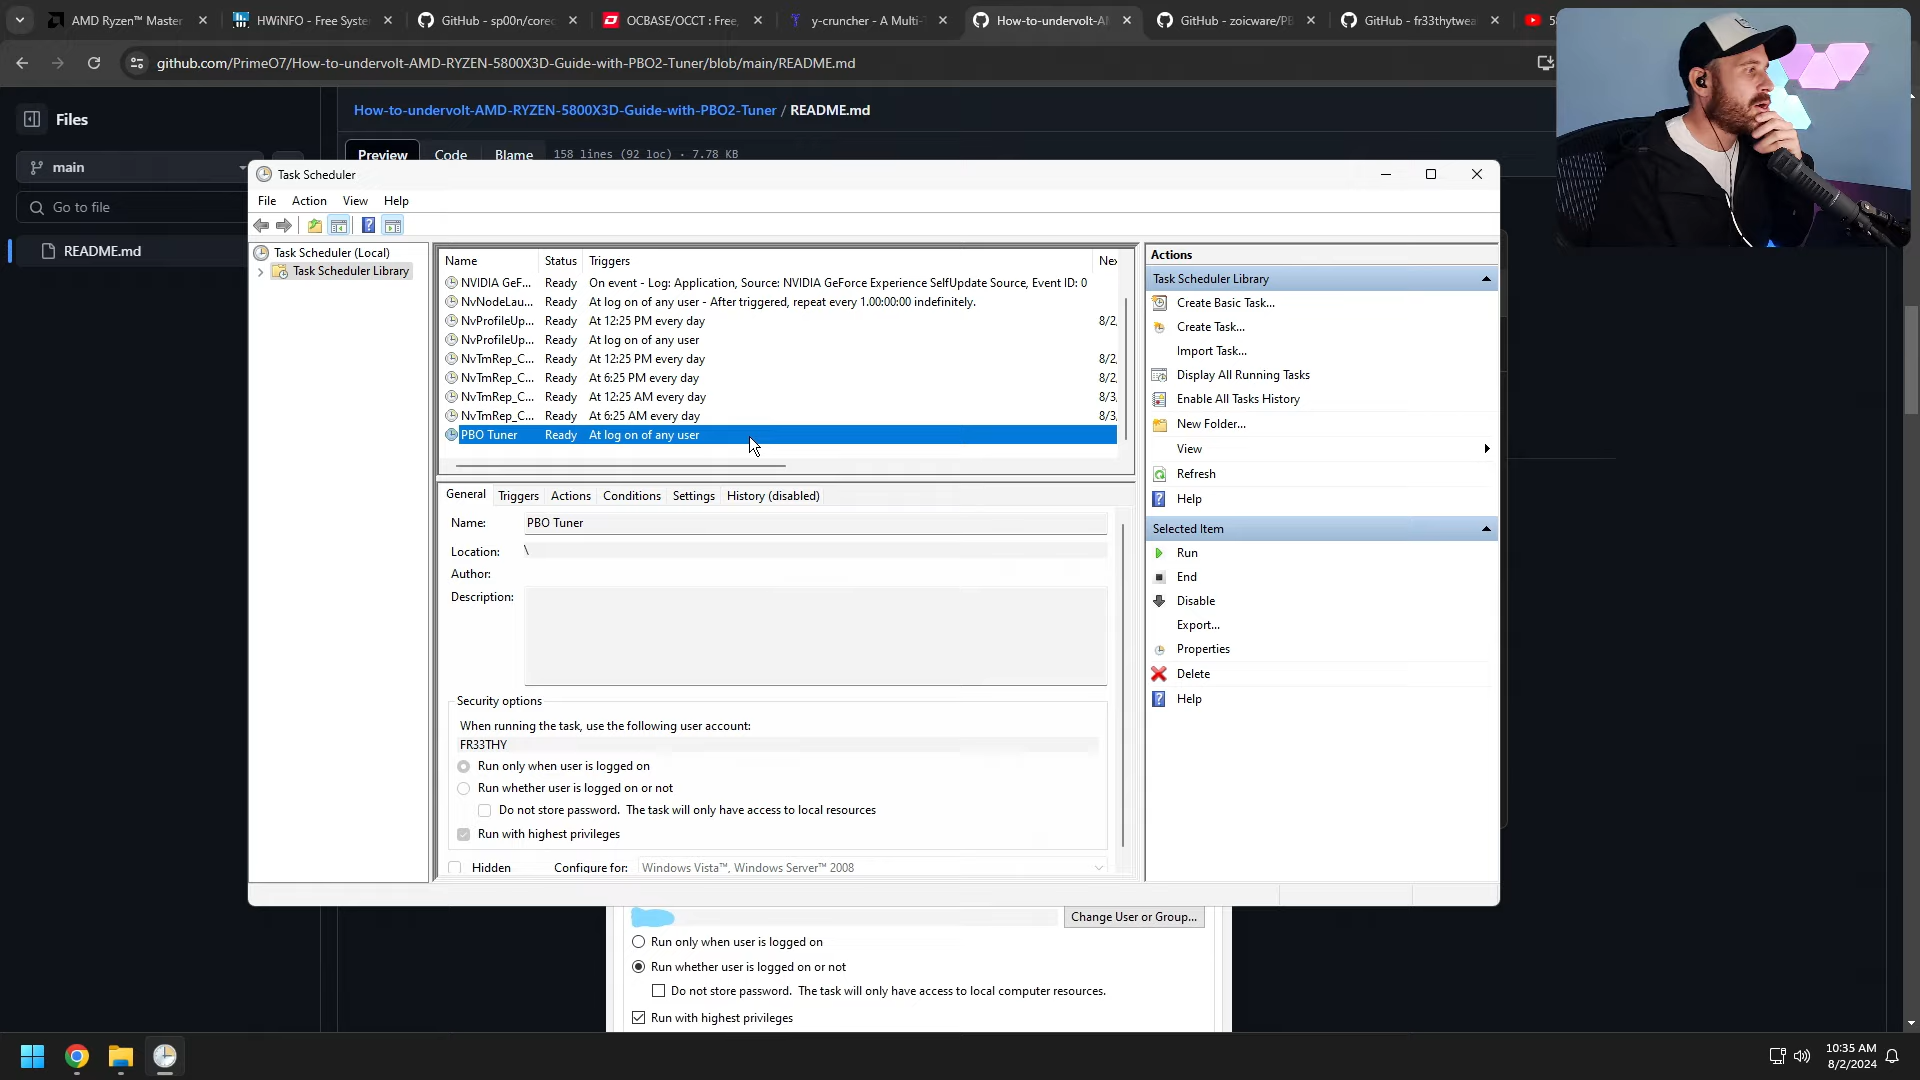 AMD Ryzen™ Master
HWiNFO - Free Syste
GitHub - sp00n/corec
OCBASE/OCCT : Free,
y-cruncher - A Multi-
How-to-undervolt-A
GitHub - zoicware/PB
GitHub - fr33thytwea
github.com/PrimeO7/How-to-undervolt-AMD-RYZEN-5800X3D-Guide-with-PBO2-Tuner/blob/main/README.md
Files
main
Go to file
README.md
How-to-undervolt-AMD-RYZEN-5800X3D-Guide-with-PBO2-Tuner / README.md
Preview Code Blame 158 lines (92 loc) · 7.78 KB
Task Scheduler
File Action View Help
Task Scheduler (Local)
Task Scheduler Library
Name Status Triggers Nex
NVIDIA GeF... Ready On event - Log: Application, Source: NVIDIA GeForce Experience SelfUpdate Source, Event ID: 0
NvNodeLau... Ready At log on of any user - After triggered, repeat every 1.00:00:00 indefinitely.
NvProfileUp... Ready At 12:25 PM every day 8/2,
NvProfileUp... Ready At log on of any user
NvTmRep_C... Ready At 12:25 PM every day 8/2,
NvTmRep_C... Ready At 6:25 PM every day 8/2,
NvTmRep_C... Ready At 12:25 AM every day 8/3,
NvTmRep_C... Ready At 6:25 AM every day 8/3,
PBO Tuner Ready At log on of any user
General Triggers Actions Conditions Settings History (disabled)
Name: PBO Tuner
Location: \
Author:
Description:
Security options
When running the task, use the following user account:
FR33THY
Run only when user is logged on
Run whether user is logged on or not
Do not store password. The task will only have access to local resources
Run with highest privileges
Hidden Configure for: Windows Vista™, Windows Server™ 2008
Actions
Task Scheduler Library
Create Basic Task...
Create Task...
Import Task...
Display All Running Tasks
Enable All Tasks History
New Folder...
View
Refresh
Help
Selected Item
Run
End
Disable
Export...
Properties
Delete
Help
Change User or Group...
Run only when user is logged on
Run whether user is logged on or not
Do not store password. The task will only have access to local computer resources.
Run with highest privileges
10:35 AM
8/2/2024